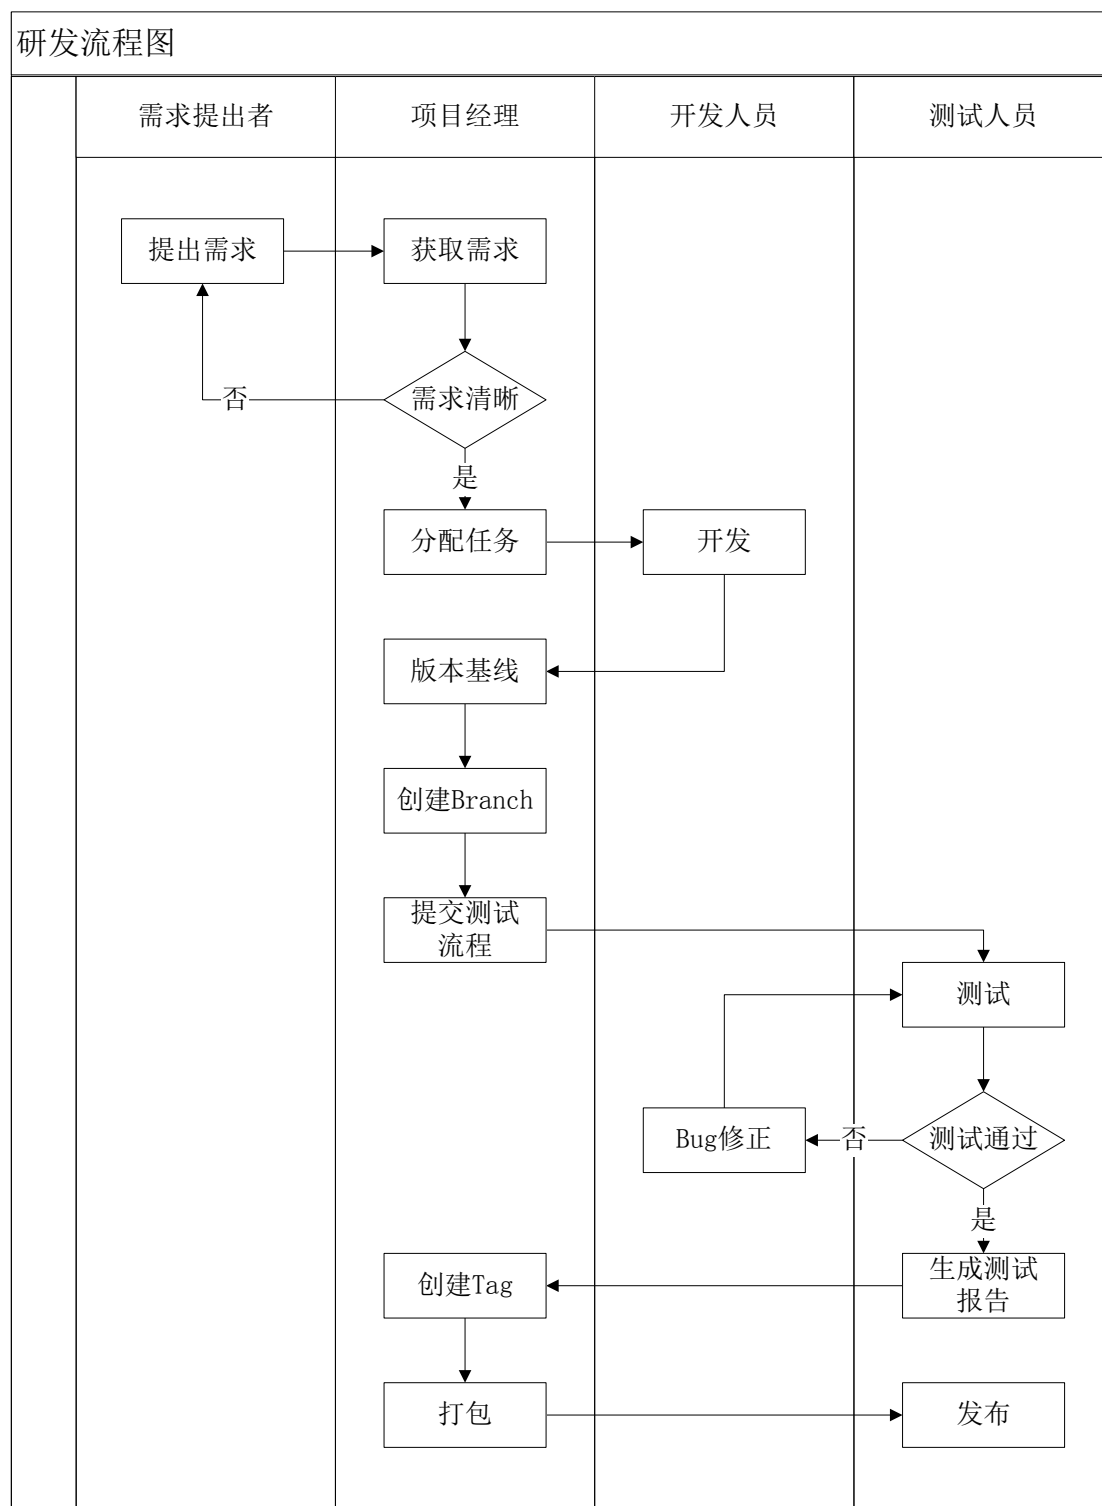 研发流程图
需求提出者
项目经理
开发人员
测试人员
提出需求
获取需求
需求清晰
否
是
分配任务
开发
版本基线
创建Branch
提交测试
流程
测试
测试通过
否
Bug修正
是
生成测试
报告
创建Tag
打包
发布